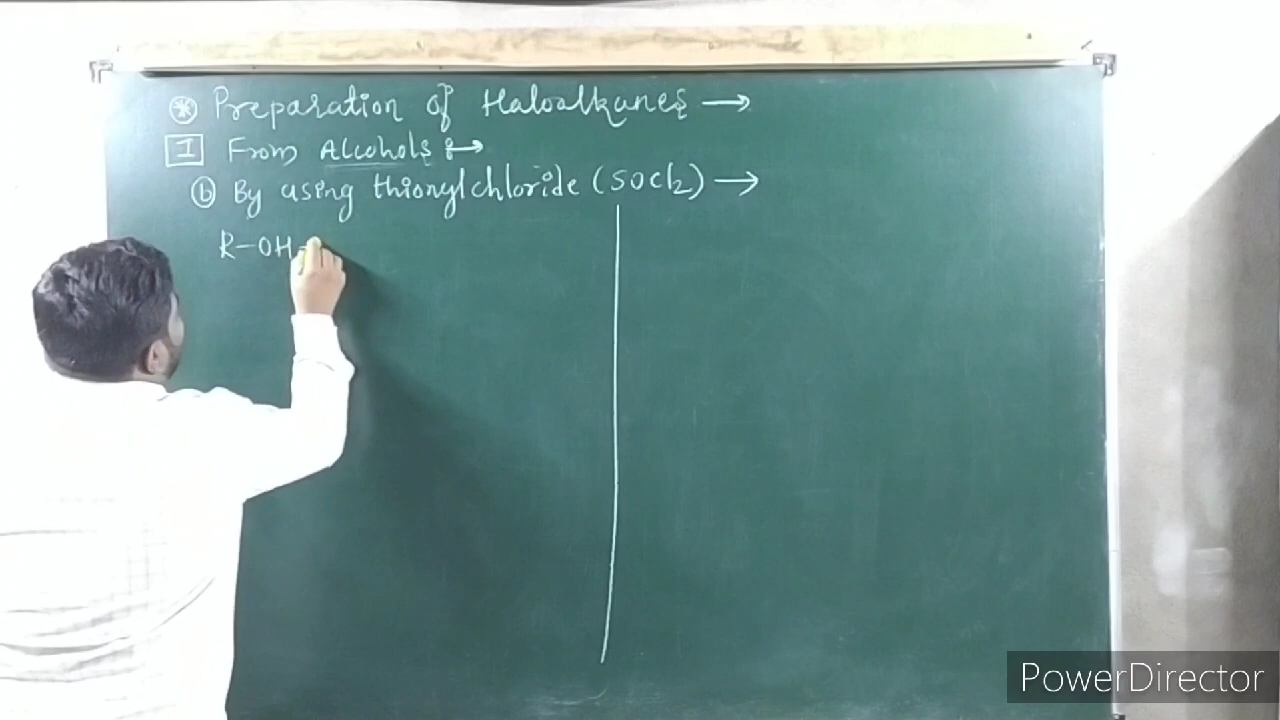 * Preparation of Haloalkanes →
I From Alcohols :→
b By using thionylchloride (SOCl2) →
R-OH
PowerDirector